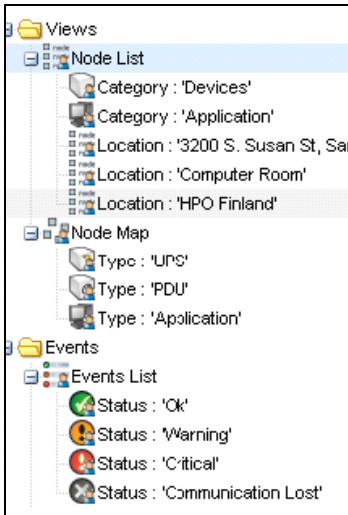 Views
Node List
Category : 'Devices'
Category : 'Application'
Location : '3200 S. Susan St, Sar
Location : 'Computer Room'
Location : 'HPO Finland'
Node Map
Type : 'UPS'
Type : 'PDU'
Type : 'Application'
Events
Events List
Status : 'Ok'
Status : 'Warning'
Status : 'Critical'
Status : 'Communication Lost'